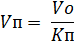 Vп = Vo / Kп